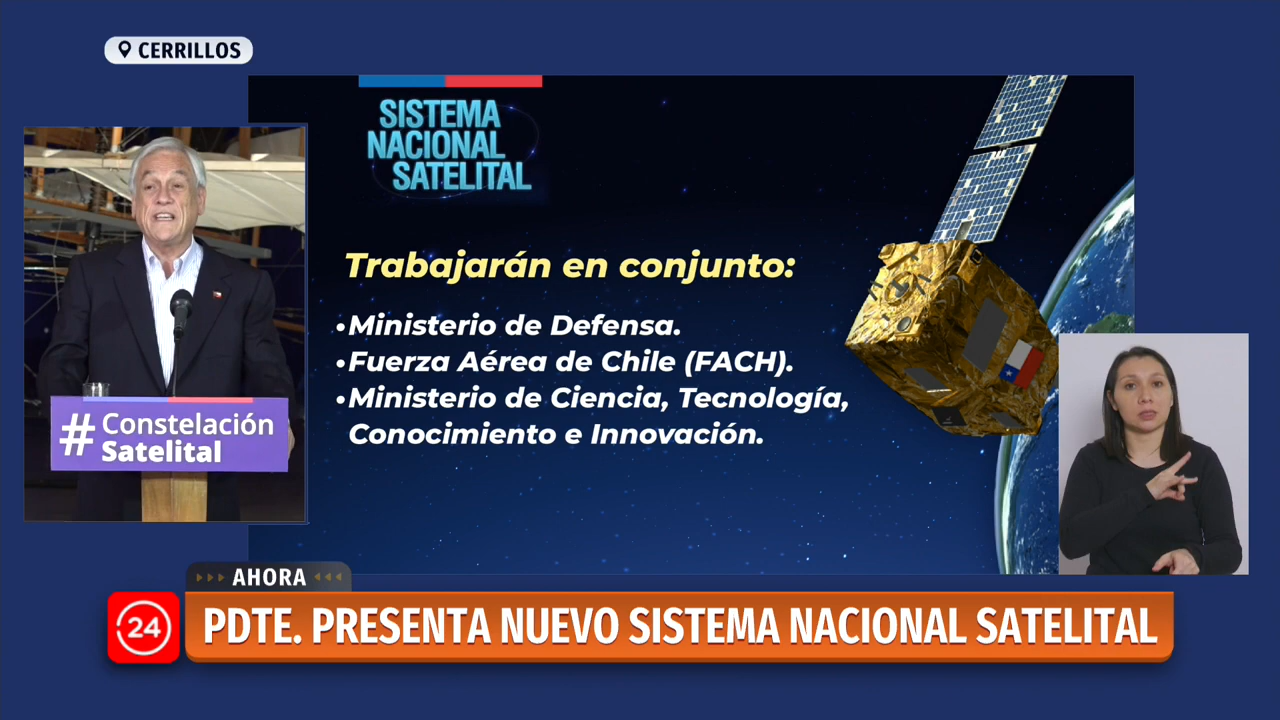 CERRILLOS
SISTEMA
NACIONAL
SATELITAL
Trabajarán en conjunto:
•Ministerio de Defensa.
•Fuerza Aérea de Chile (FACH).
•Ministerio de Ciencia, Tecnología,
Conocimiento e Innovación.
# Constelación
Satelital
AHORA
24
PDTE. PRESENTA NUEVO SISTEMA NACIONAL SATELITAL